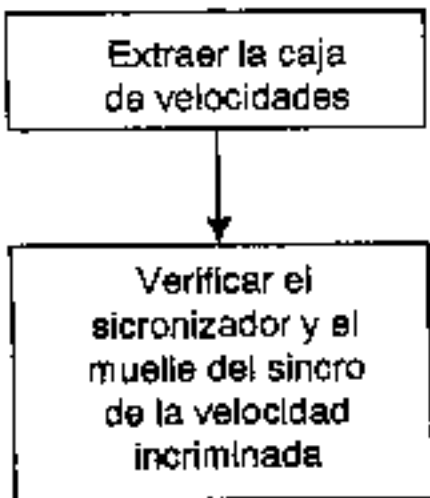 Extraer la caja
de velocidades
Verificar el
sicronizador y el
muelle del sincro
de la velocidad
incriminada